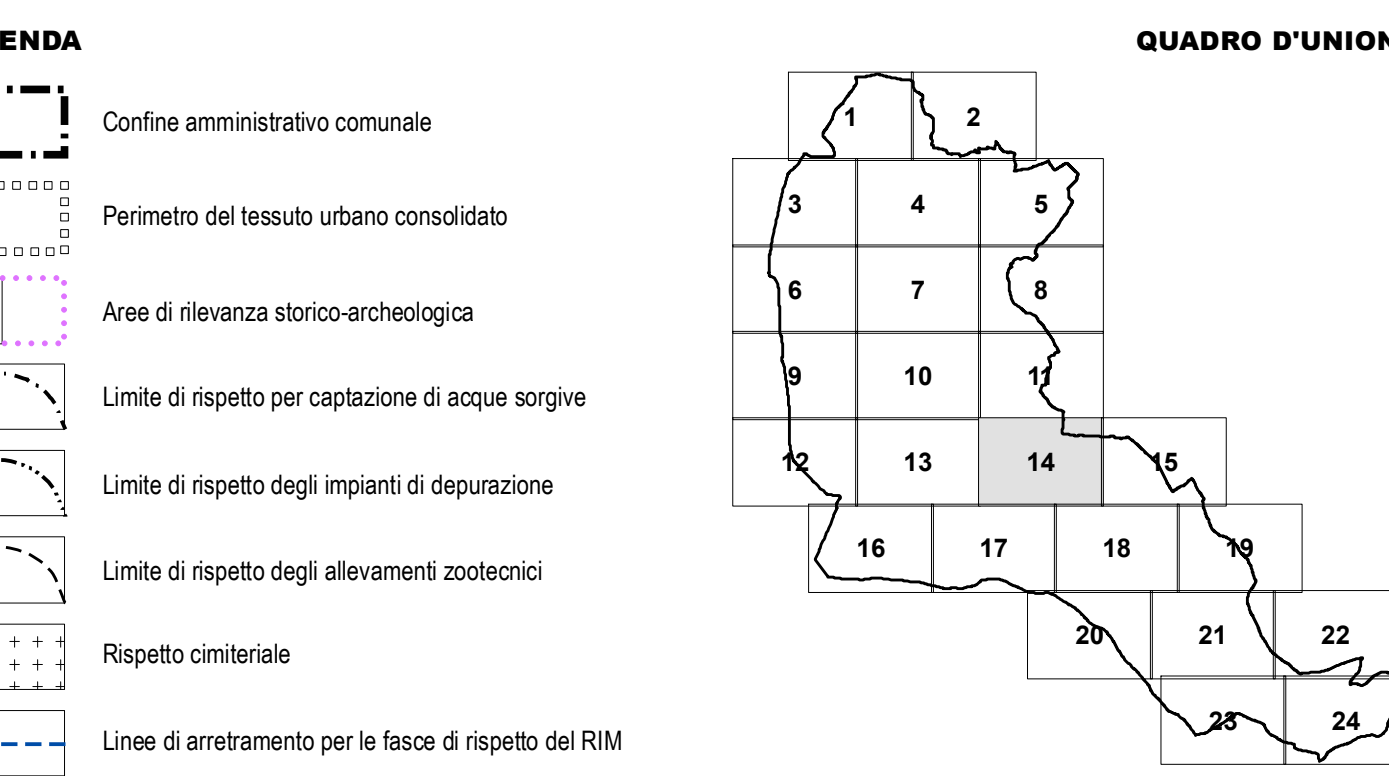 ENDA
Confine amministrativo comunale
Perimetro del tessuto urbano consolidato
Aree di rilevanza storico-archeologica
Limite di rispetto per captazione di acque sorgive
Limite di rispetto degli impianti di depurazione
Limite di rispetto degli allevamenti zootecnici
Rispetto cimiteriale
Linee di arretramento per le fasce di rispetto del RIM
QUADRO D'UNION
1 2
3 4 5
6 7 8
9 10 11
12 13 14 15
16 17 18 19
20 21 22
23 24